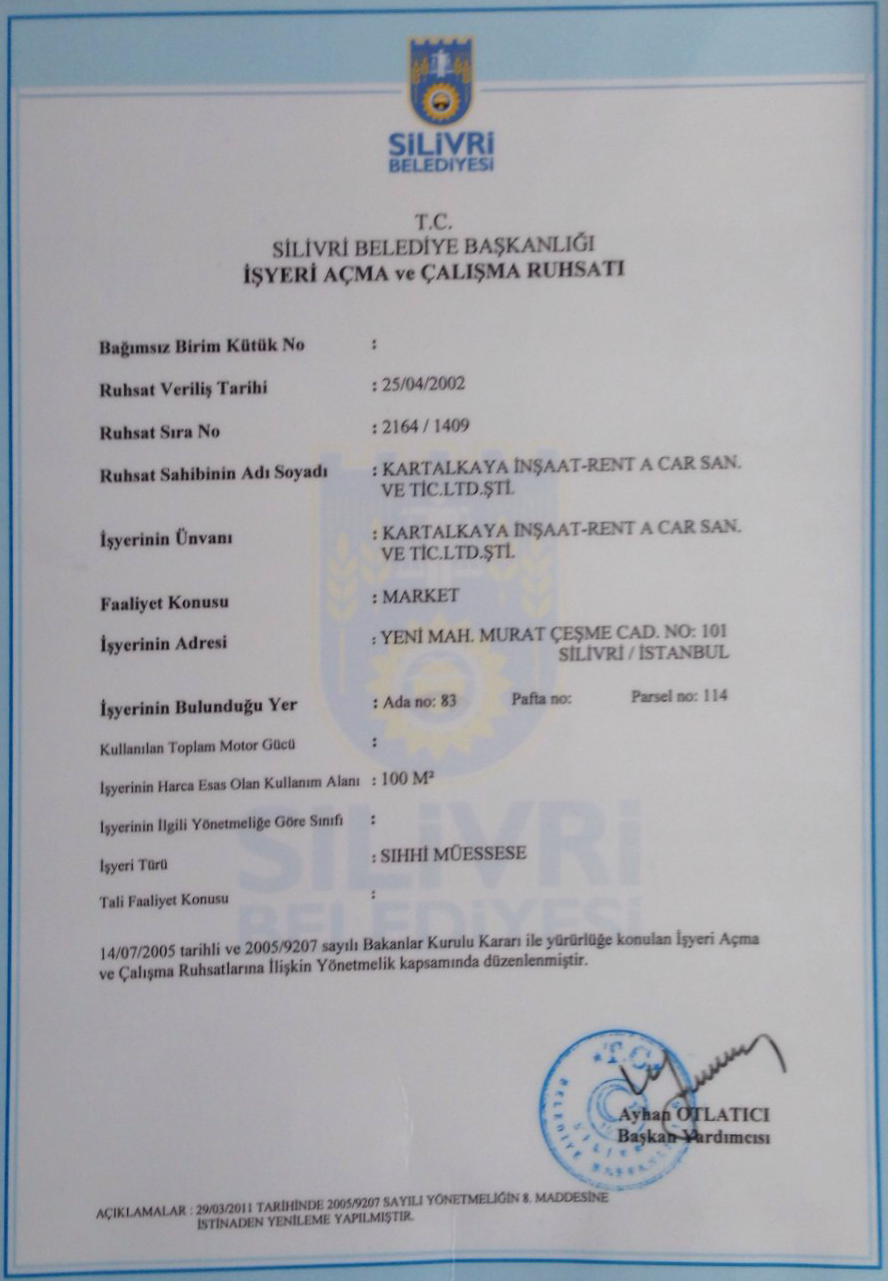 SİLİVRİ
BELEDİYESİ
T.C.
SİLİVRİ BELEDİYE BAŞKANLIĞI
İŞYERİ AÇMA ve ÇALIŞMA RUHSATI
Bağımsız Birim Kütük No :
Ruhsat Veriliş Tarihi : 25/04/2002
Ruhsat Sıra No : 2164 / 1409
Ruhsat Sahibinin Adı Soyadı : KARTALKAYA İNŞAAT-RENT A CAR SAN.
VE TİC.LTD.ŞTİ.
İşyerinin Ünvanı : KARTALKAYA İNŞAAT-RENT A CAR SAN.
VE TİC.LTD.ŞTİ.
Faaliyet Konusu : MARKET
İşyerinin Adresi : YENİ MAH. MURAT ÇEŞME CAD. NO: 101
SİLİVRİ / İSTANBUL
İşyerinin Bulunduğu Yer : Ada no: 83 Pafta no: Parsel no: 114
Kullanılan Toplam Motor Gücü :
İşyerinin Harca Esas Olan Kullanım Alanı : 100 M²
İşyerinin İlgili Yönetmeliğe Göre Sınıfı :
İşyeri Türü : SIHHİ MÜESSESE
Tali Faaliyet Konusu :
SİLİVRİ
BELEDİYESİ
14/07/2005 tarihli ve 2005/9207 sayılı Bakanlar Kurulu Kararı ile yürürlüğe konulan İşyeri Açma
ve Çalışma Ruhsatlarına İlişkin Yönetmelik kapsamında düzenlenmiştir.
T.C.
Ayhan OTLATICI
Başkan Yardımcısı
AÇIKLAMALAR : 29/03/2011 TARİHİNDE 2005/9207 SAYILI YÖNETMELİĞİN 8. MADDESİNE
İSTİNADEN YENİLEME YAPILMIŞTIR.